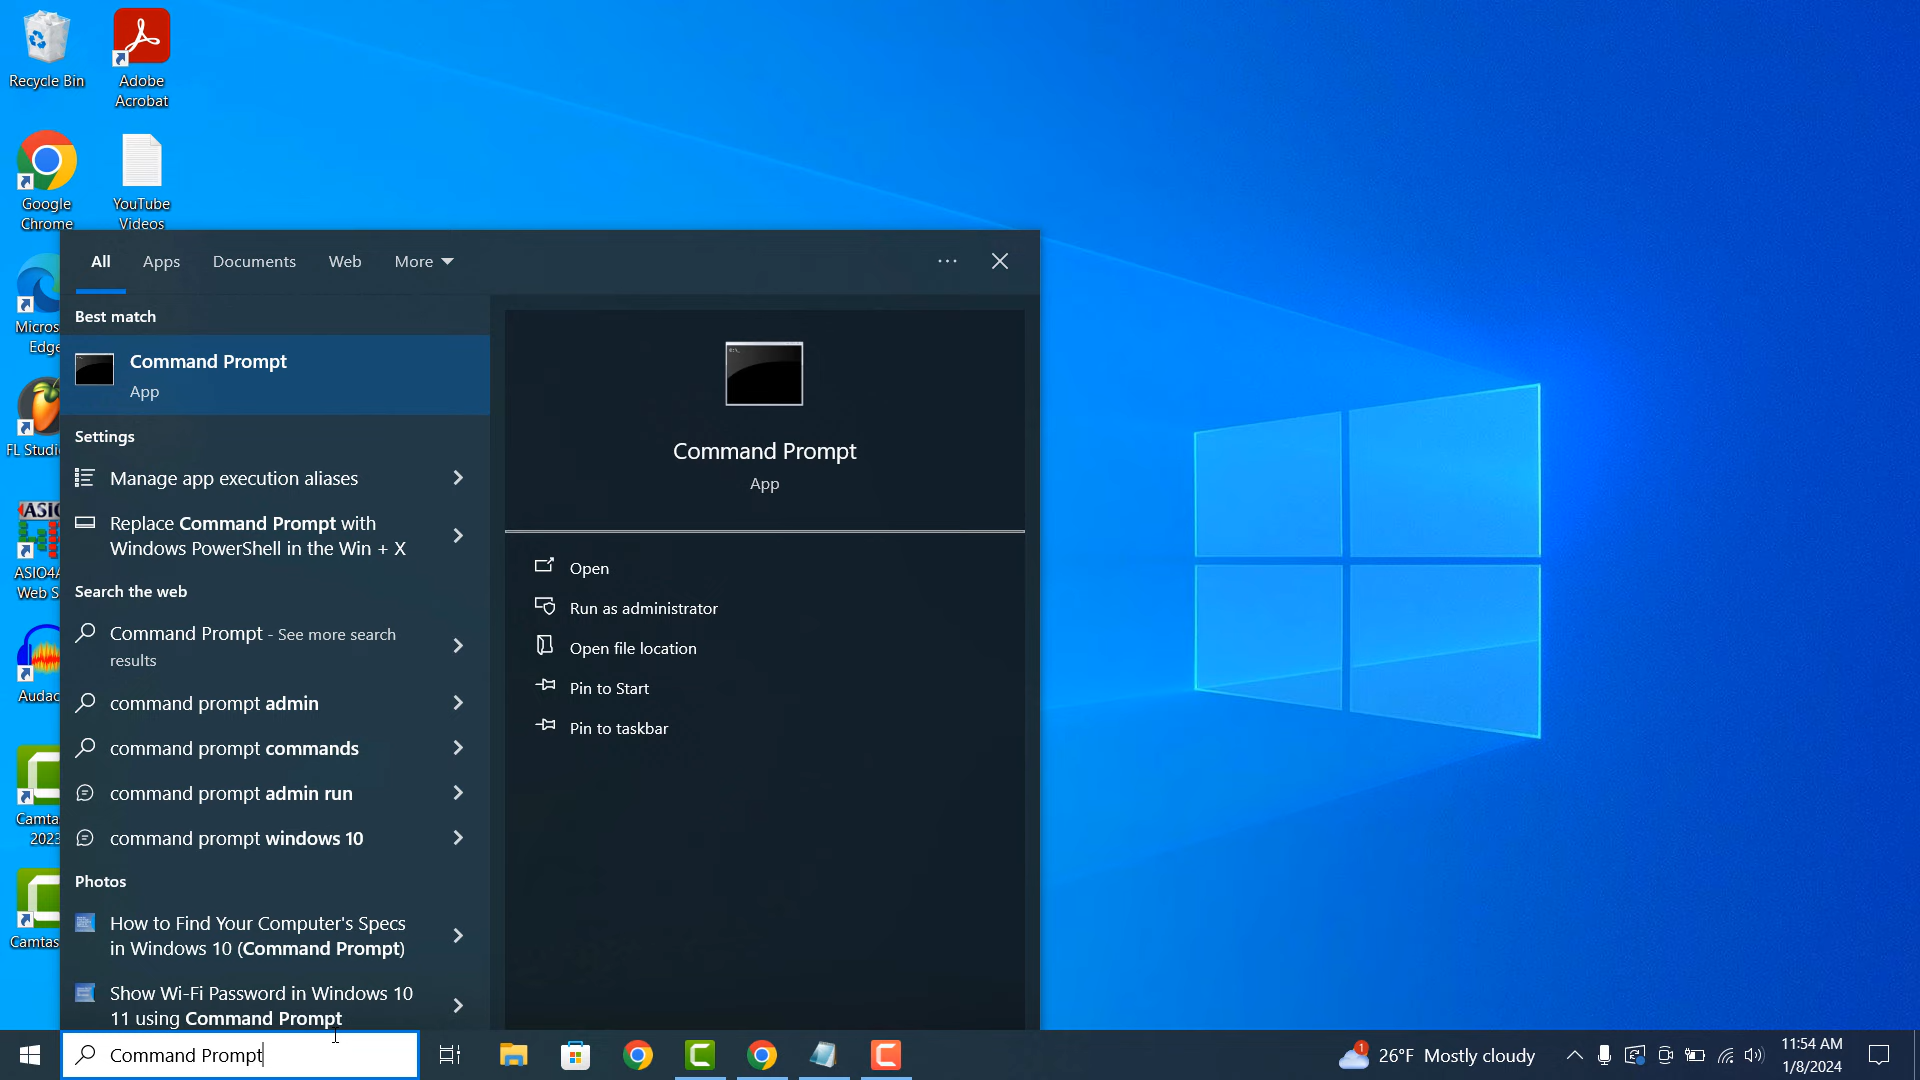 Recycle Bin
Adobe
Acrobat
Google
Chrome
YouTube
Videos
Micros
Edge
FL Studi
ASIO4A
Web S
Audac
Camta
2023
Camtas
All
Apps
Documents
Web
More
Best match
Command Prompt
App
Settings
Manage app execution aliases
Replace Command Prompt with
Windows PowerShell in the Win + X
Search the web
Command Prompt - See more search
results
command prompt admin
command prompt commands
command prompt admin run
command prompt windows 10
Photos
How to Find Your Computer's Specs
in Windows 10 (Command Prompt)
Show Wi-Fi Password in Windows 10
11 using Command Prompt
Command Prompt
App
Open
Run as administrator
Open file location
Pin to Start
Pin to taskbar
Command Prompt
1
26°F Mostly cloudy
11:54 AM
1/8/2024